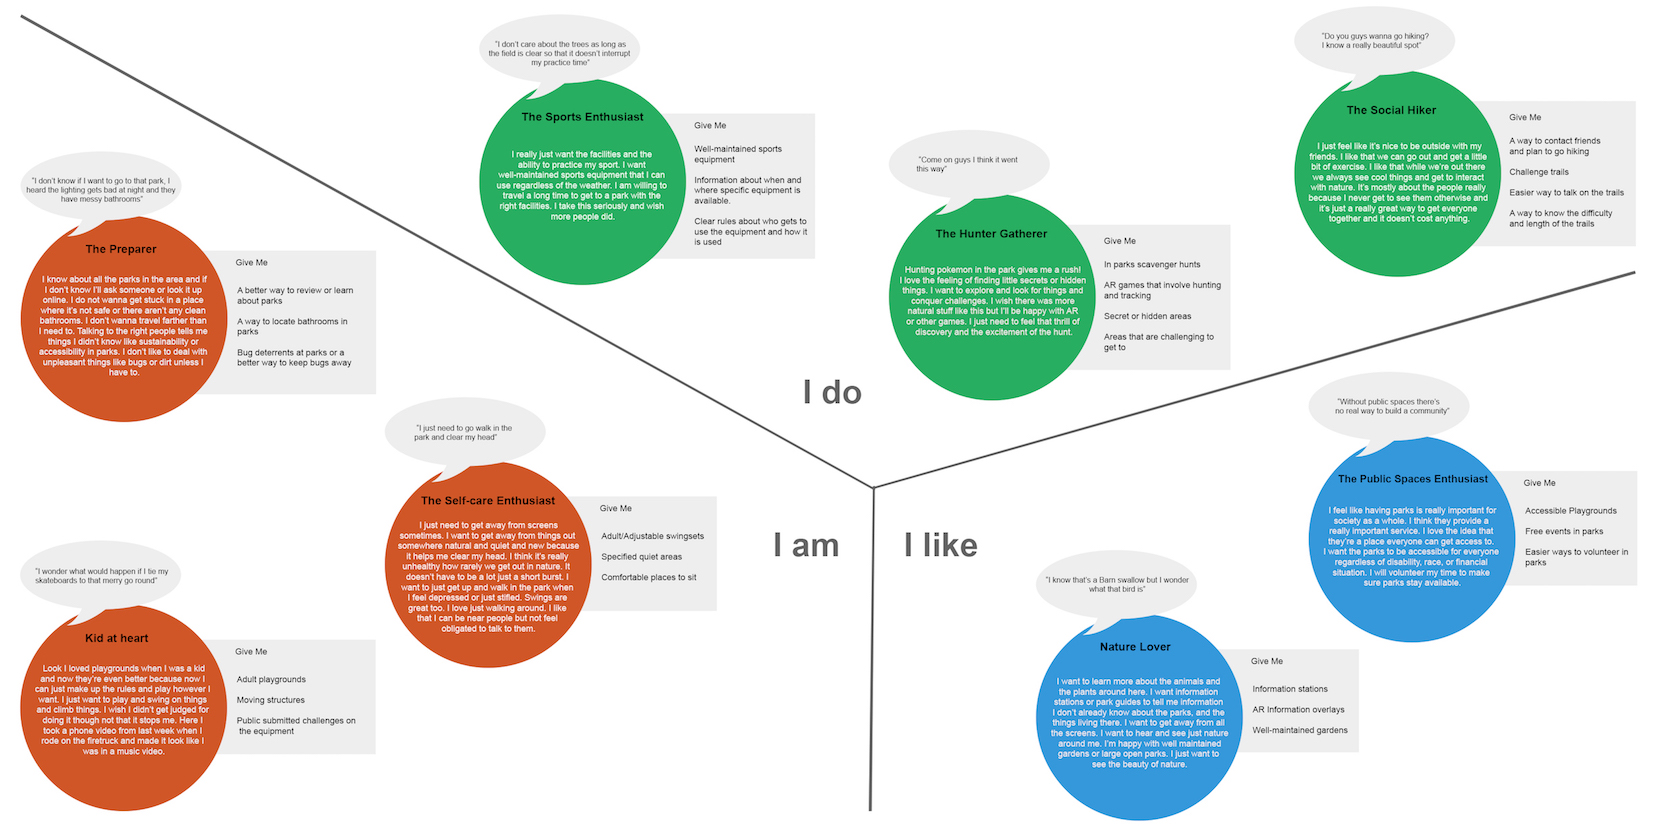 "I don't care about the trees as long as
the field is clear so that it doesn't interrupt
my practice time"
The Sports Enthusiast
I really just want the facilities and the
ability to practice my sport. I want
well-maintained sports equipment that I can
use regardless of the weather. I am willing to
travel a long time to get to a park with the
right facilities. I take this seriously and wish
more people did.
Give Me
Well-maintained sports
equipment
Information about when and
where specific equipment is
available.
Clear rules about who gets to
use the equipment and how it
is used
"Come on guys I think it went
this way"
The Hunter Gatherer
Hunting pokemon in the park gives me a rush!
I love the feeling of finding little secrets or hidden
things. I want to explore and look for things and
conquer challenges. I wish there was more
natural stuff like this but I'll be happy with AR
or other games. I just need to feel that thrill of
discovery and the excitement of the hunt.
Give Me
In parks scavenger hunts
AR games that involve hunting
and tracking
Secret or hidden areas
Areas that are challenging to
get to
"Do you guys wanna go hiking?
I know a really beautiful spot"
The Social Hiker
I just feel like it's nice to be outside with my
friends. I like that we can go out and get a little
bit of exercise. I like that while we're out there
we always see cool things and get to interact
with nature. It's mostly about the people really
because I never get to see them otherwise and
it's just a really great way to get everyone
together and it doesn't cost anything.
Give Me
A way to contact friends
and plan to go hiking
Challenge trails
Easier way to talk on the trails
A way to know the difficulty
and length of the trails
I do
"I don't know if I want to go to that park, I
heard the lighting gets bad at night and they
have messy bathrooms"
The Preparer
I know about all the parks in the area and if
I don't know I'll ask someone or look it up
online. I do not wanna get stuck in a place
where it's not safe or there aren't any clean
bathrooms. I don't wanna travel farther than
I need to. Talking to the right people tells me
things I didn't know like sustainability or
accessibility in parks. I don't like to deal with
unpleasant things like bugs or dirt unless I
have to.
Give Me
A better way to review or learn
about parks
A way to locate bathrooms in
parks
Bug deterrents at parks or a
better way to keep bugs away
"I just need to go walk in the
park and clear my head"
The Self-care Enthusiast
I just need to get away from screens
sometimes. I want to get away from things out
somewhere natural and quiet and new because
it helps me clear my head. I think it's really
unhealthy how rarely we get out in nature. It
doesn't have to be a lot just a short burst. I
want to just get up and walk in the park when
I feel depressed or just stifled. Swings are
great too. I love just walking around. I like
that I can be near people but not feel
obligated to talk to them.
Give Me
Adult/Adjustable swingsets
Specified quiet areas
Comfortable places to sit
"I wonder what would happen if I tie my
skateboards to that merry go round"
Kid at heart
Look I loved playgrounds when I was a kid
and now they're even better because now I
can just make up the rules and play however I
want. I just want to play and swing on things
and climb things. I wish I didn't get judged for
doing it though not that it stops me. Here I
took a phone video from last week when I
rode on the firetruck and made it look like I
was in a music video.
Give Me
Adult playgrounds
Moving structures
Public submitted challenges on
the equipment
I am
I like
"Without public spaces there's
no real way to build a community"
The Public Spaces Enthusiast
I feel like having parks is really important for
society as a whole. I think they provide a
really important service. I love the idea that
they're a place everyone can get access to.
I want the parks to be accessible for everyone
regardless of disability, race, or financial
situation. I will volunteer my time to make
sure parks stay available.
Give Me
Accessible Playgrounds
Free events in parks
Easier ways to volunteer in
parks
"I know that's a Barn swallow but I wonder
what that bird is"
Nature Lover
I want to learn more about the animals and
the plants around here. I want information
stations or park guides to tell me information
I don't already know about the parks, and the
things living there. I want to get away from all
the screens. I want to hear and see just nature
around me. I'm happy with well maintained
gardens or large open parks. I just want to
see the beauty of nature.
Give Me
Information stations
AR Information overlays
Well-maintained gardens